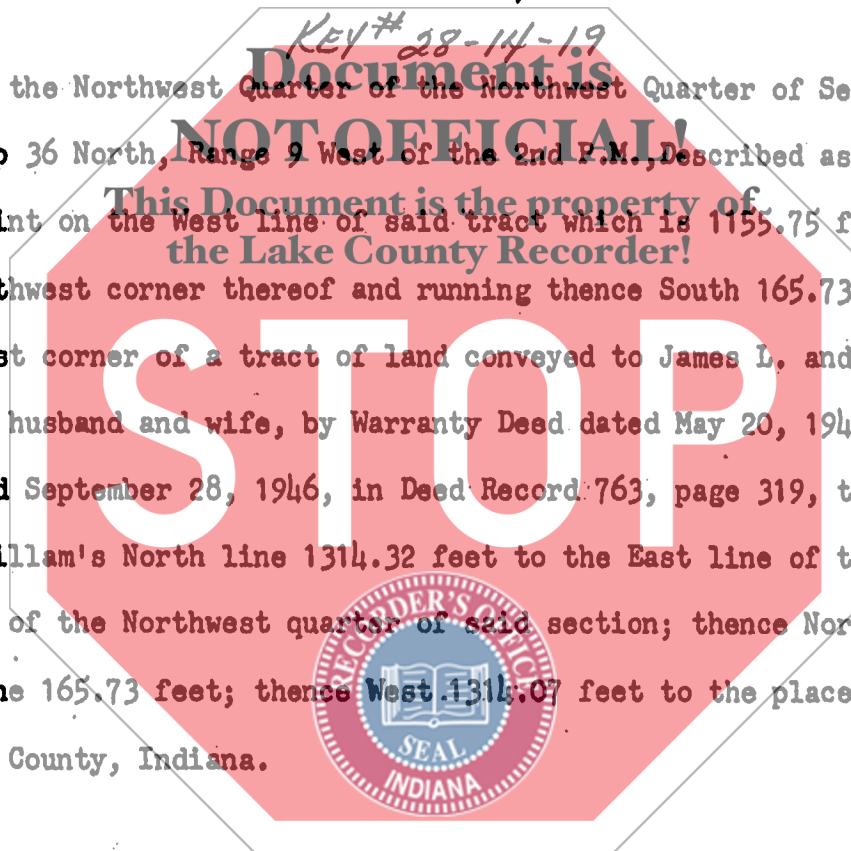 KEY# 28-14-19
Document is
the Northwest Quarter of the Northwest Quarter of Se
NOT OFFICIAL!
36 North, Range 9 West of the 2nd P.M., Described as
This Document is the property of
int on the West line of said tract which is 1155.75 f
the Lake County Recorder!
thwest corner thereof and running thence South 165.73
st corner of a tract of land conveyed to James L. and
husband and wife, by Warranty Deed dated May 20, 194
d September 28, 1946, in Deed Record 763, page 319, t
illam's North line 1314.32 feet to the East line of t
of the Northwest quarter of said section; thence Nor
ne 165.73 feet; thence West 1314.07 feet to the place
County, Indiana.
STOP
RECORDER'S OFFICE
SEAL
INDIANA